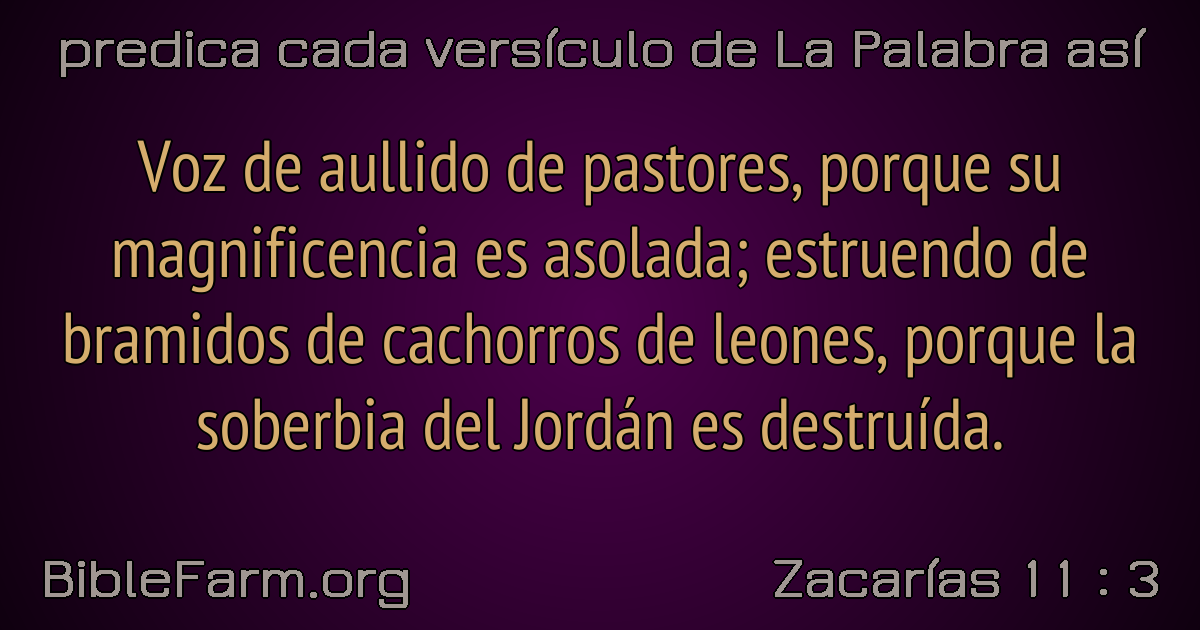 predica cada versículo de La Palabra así
Voz de aullido de pastores, porque su
magnificencia es asolada; estruendo de
bramidos de cachorros de leones, porque la
soberbia del Jordán es destruída.
BibleFarm.org
Zacarías 11 : 3